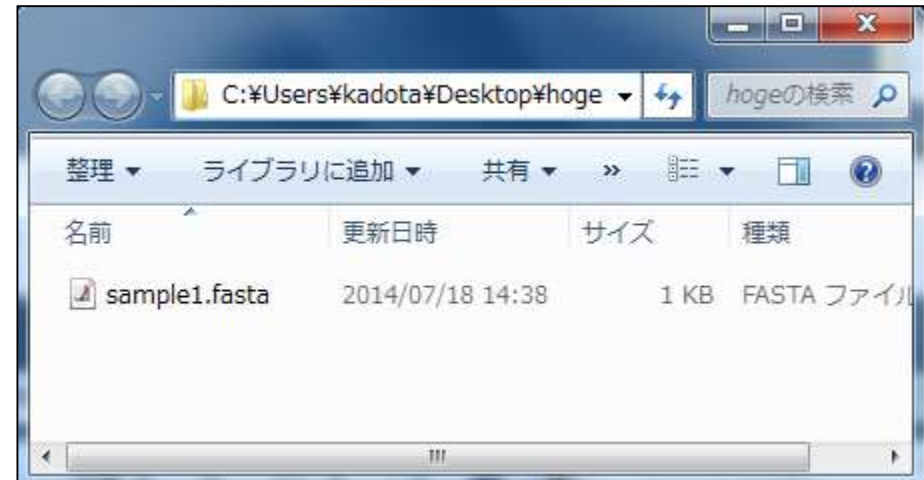 C:¥Users¥kadota¥Desktop¥hoge hogeの検索
整理 ライブラリに追加 共有 »
名前 更新日時 サイズ 種類
sample1.fasta 2014/07/18 14:38 1 KB FASTA ファイル